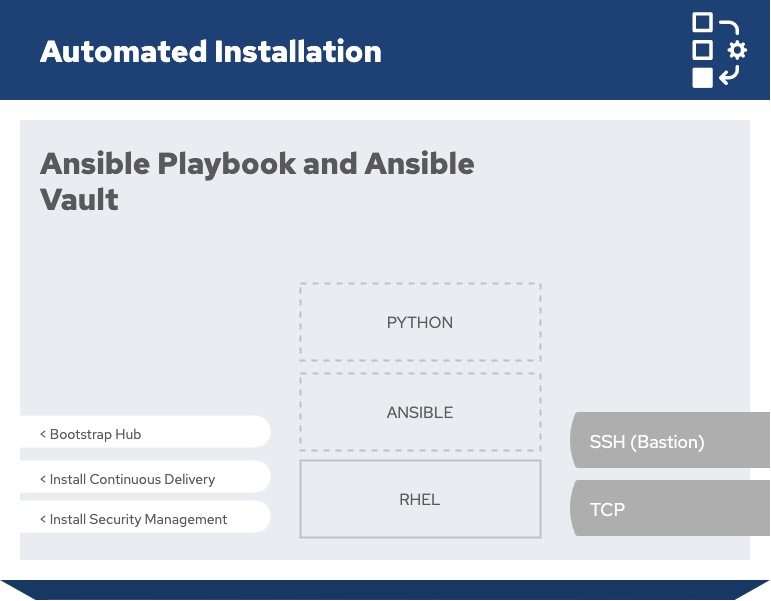 Automated Installation
Ansible Playbook and Ansible
Vault
PYTHON
ANSIBLE
RHEL
< Bootstrap Hub
< Install Continuous Delivery
< Install Security Management
SSH (Bastion)
TCP